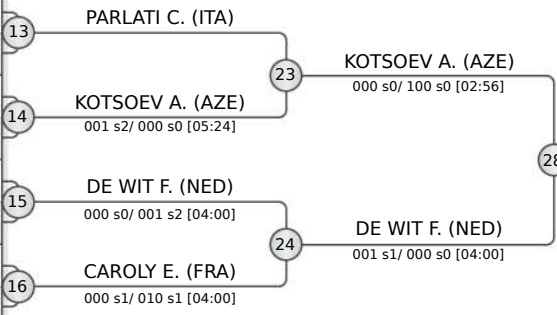 PARLATI C. (ITA)
13
23
KOTSOEV A. (AZE)
000 s0/ 100 s0 [02:56]
KOTSOEV A. (AZE)
14
001 s2/ 000 s0 [05:24]
28
DE WIT F. (NED)
15
000 s0/ 001 s2 [04:00]
24
DE WIT F. (NED)
001 s1/ 000 s0 [04:00]
CAROLY E. (FRA)
16
000 s1/ 010 s1 [04:00]